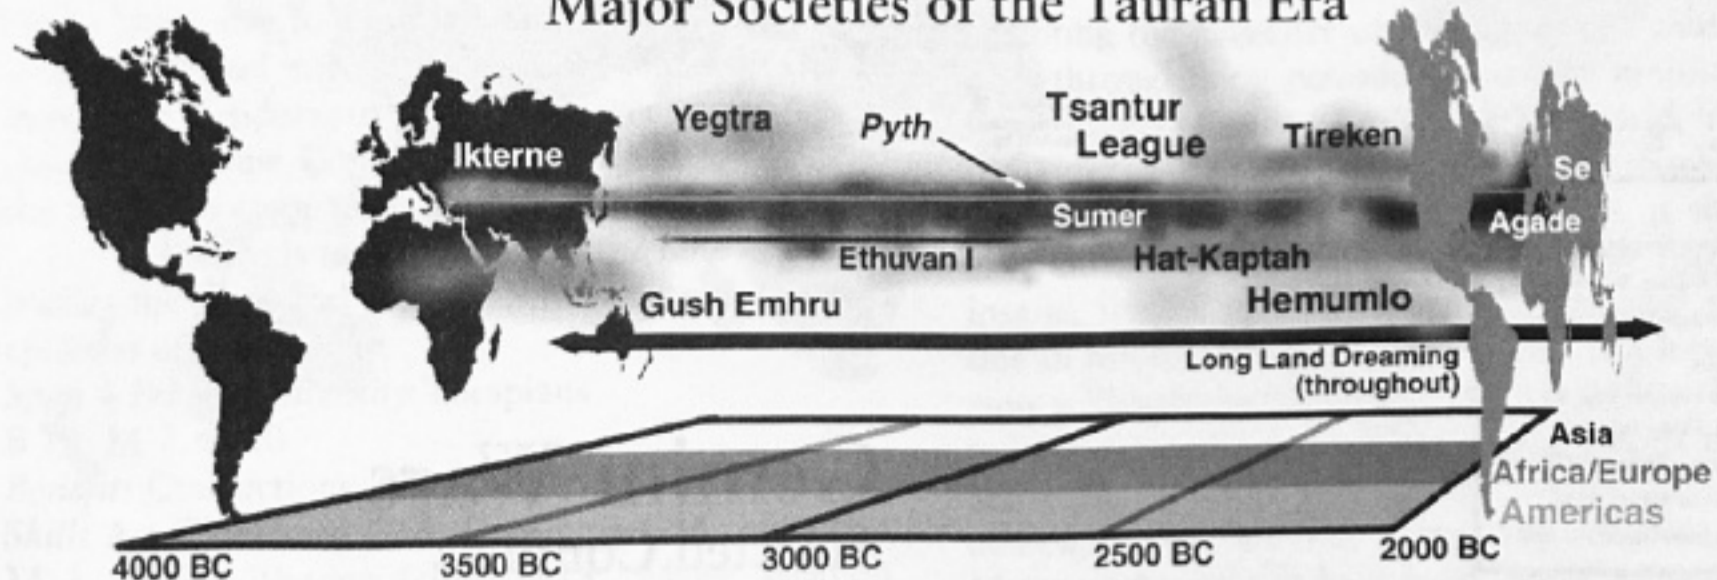 Major Societies of the Tauran Era
Ikterne
Yegtra
Pyth
Tsantur
League
Tireken
Se
Sumer
Agade
Ethuvan I
Hat-Kaptah
Gush Emhru
Hemumlo
Long Land Dreaming
(throughout)
Asia
Africa/Europe
Americas
4000 BC
3500 BC
3000 BC
2500 BC
2000 BC